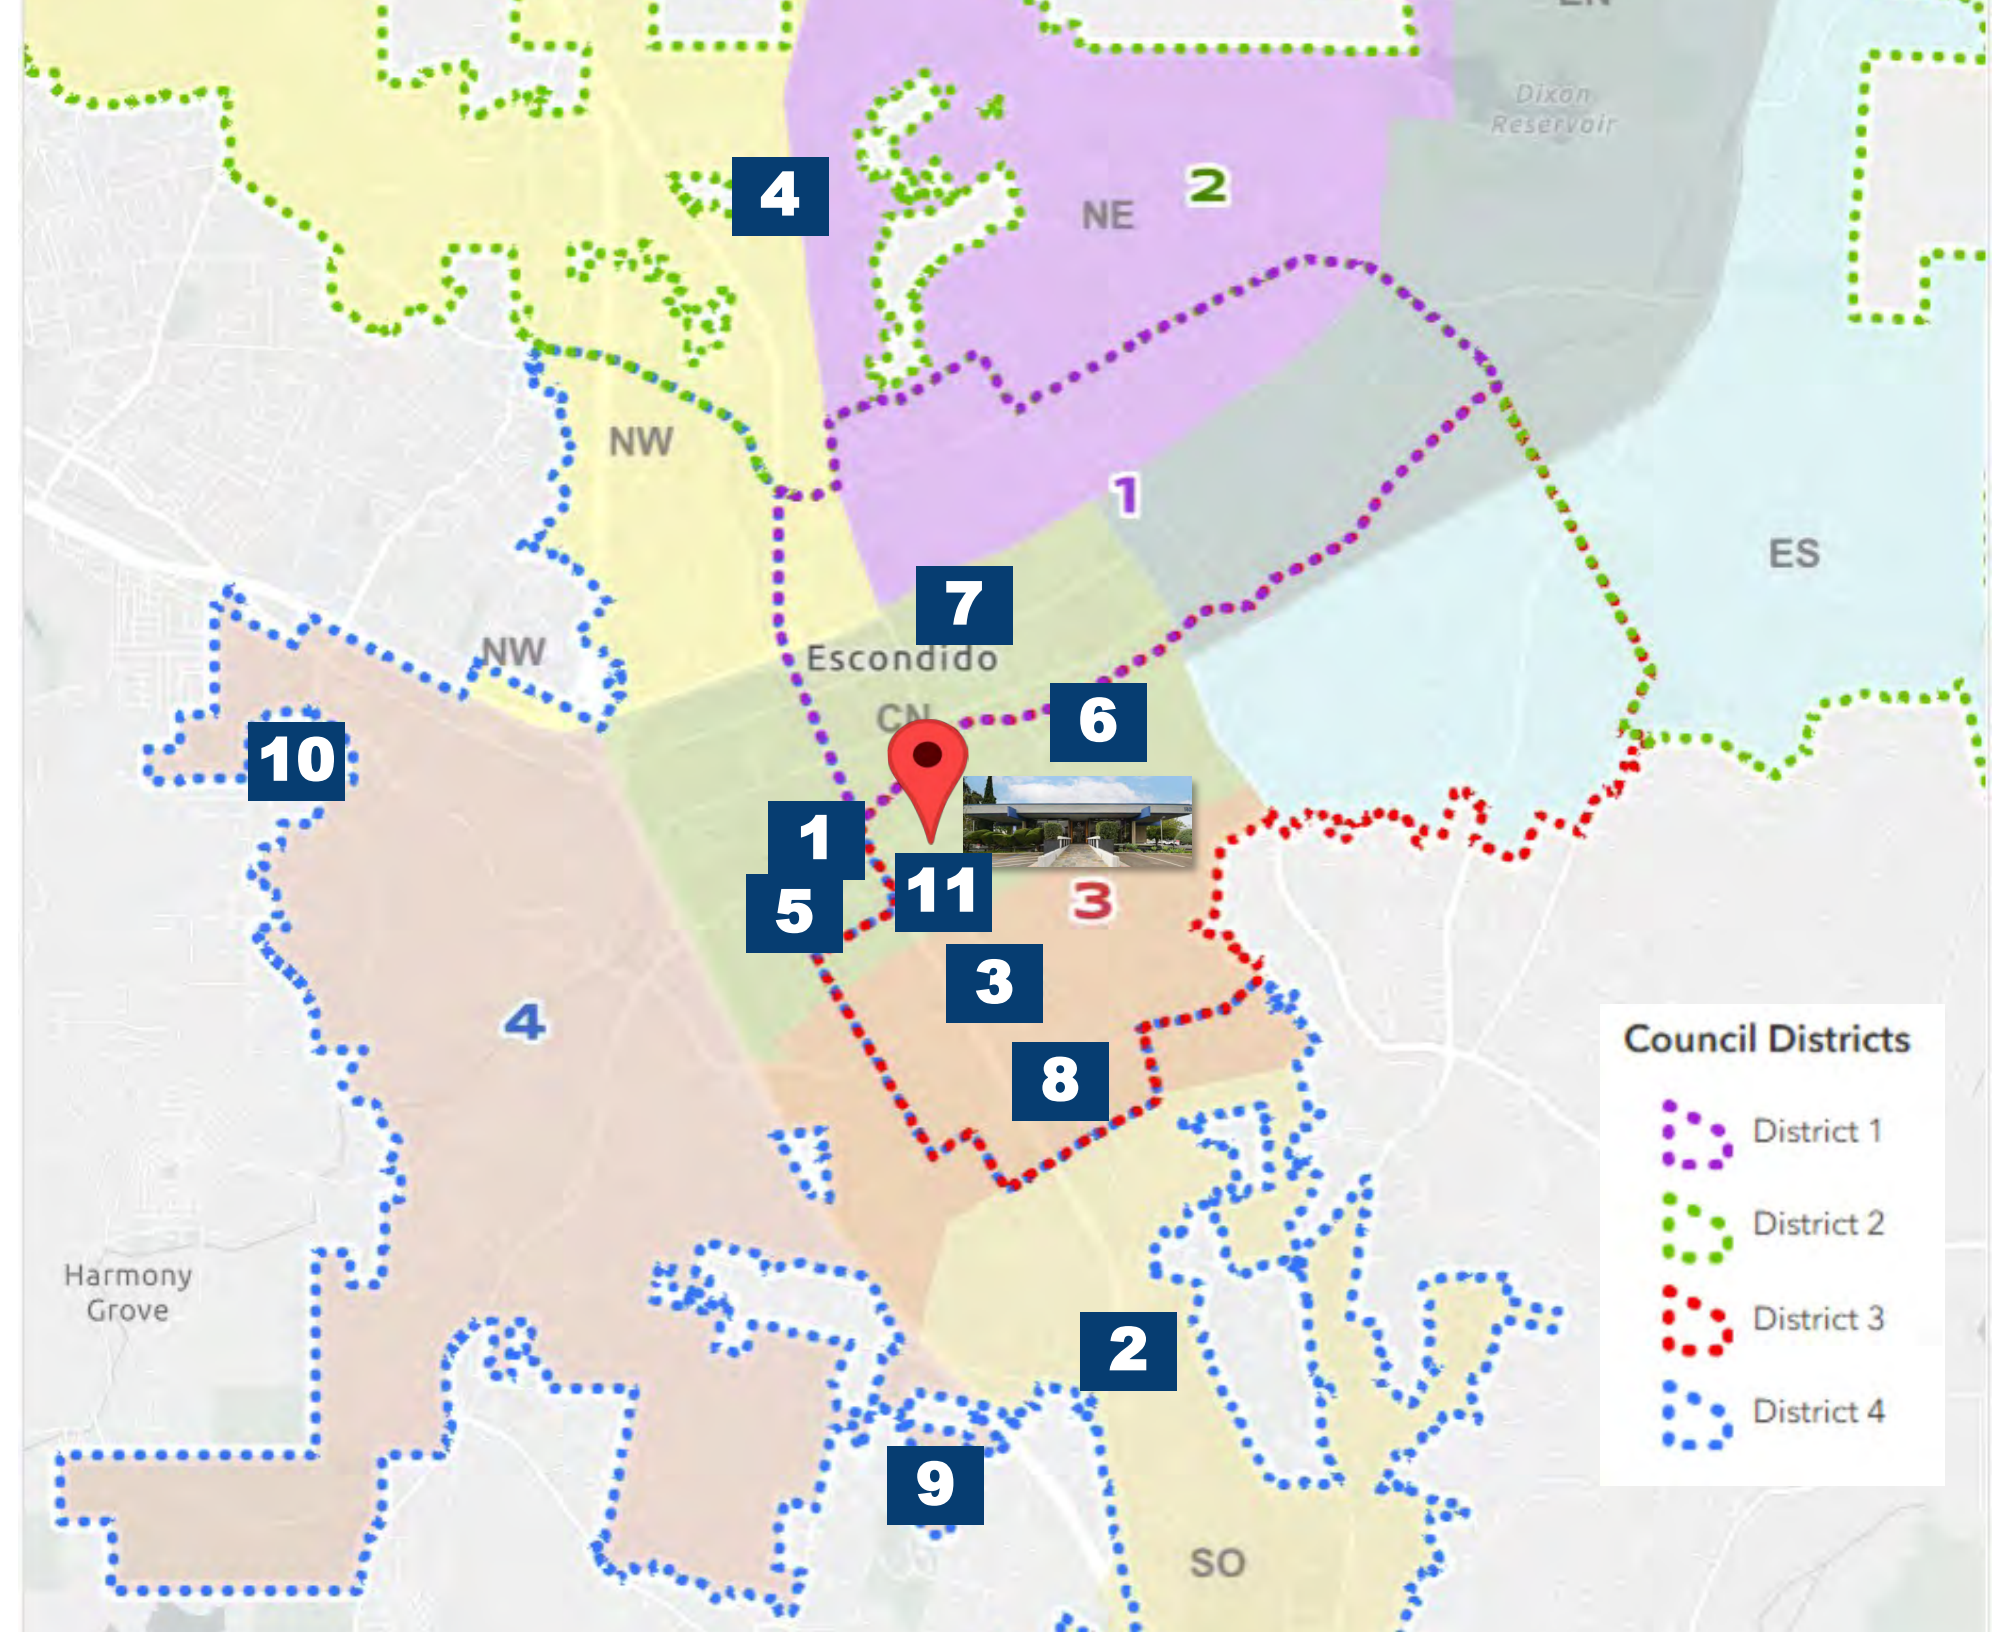 EN
Dixon
Reservoir
4
NE
2
NW
1
ES
7
Escondido
NW
CN
6
10
1
11
5
3
3
4
8
Council Districts
District 1
District 2
District 3
District 4
Harmony
Grove
2
9
SO